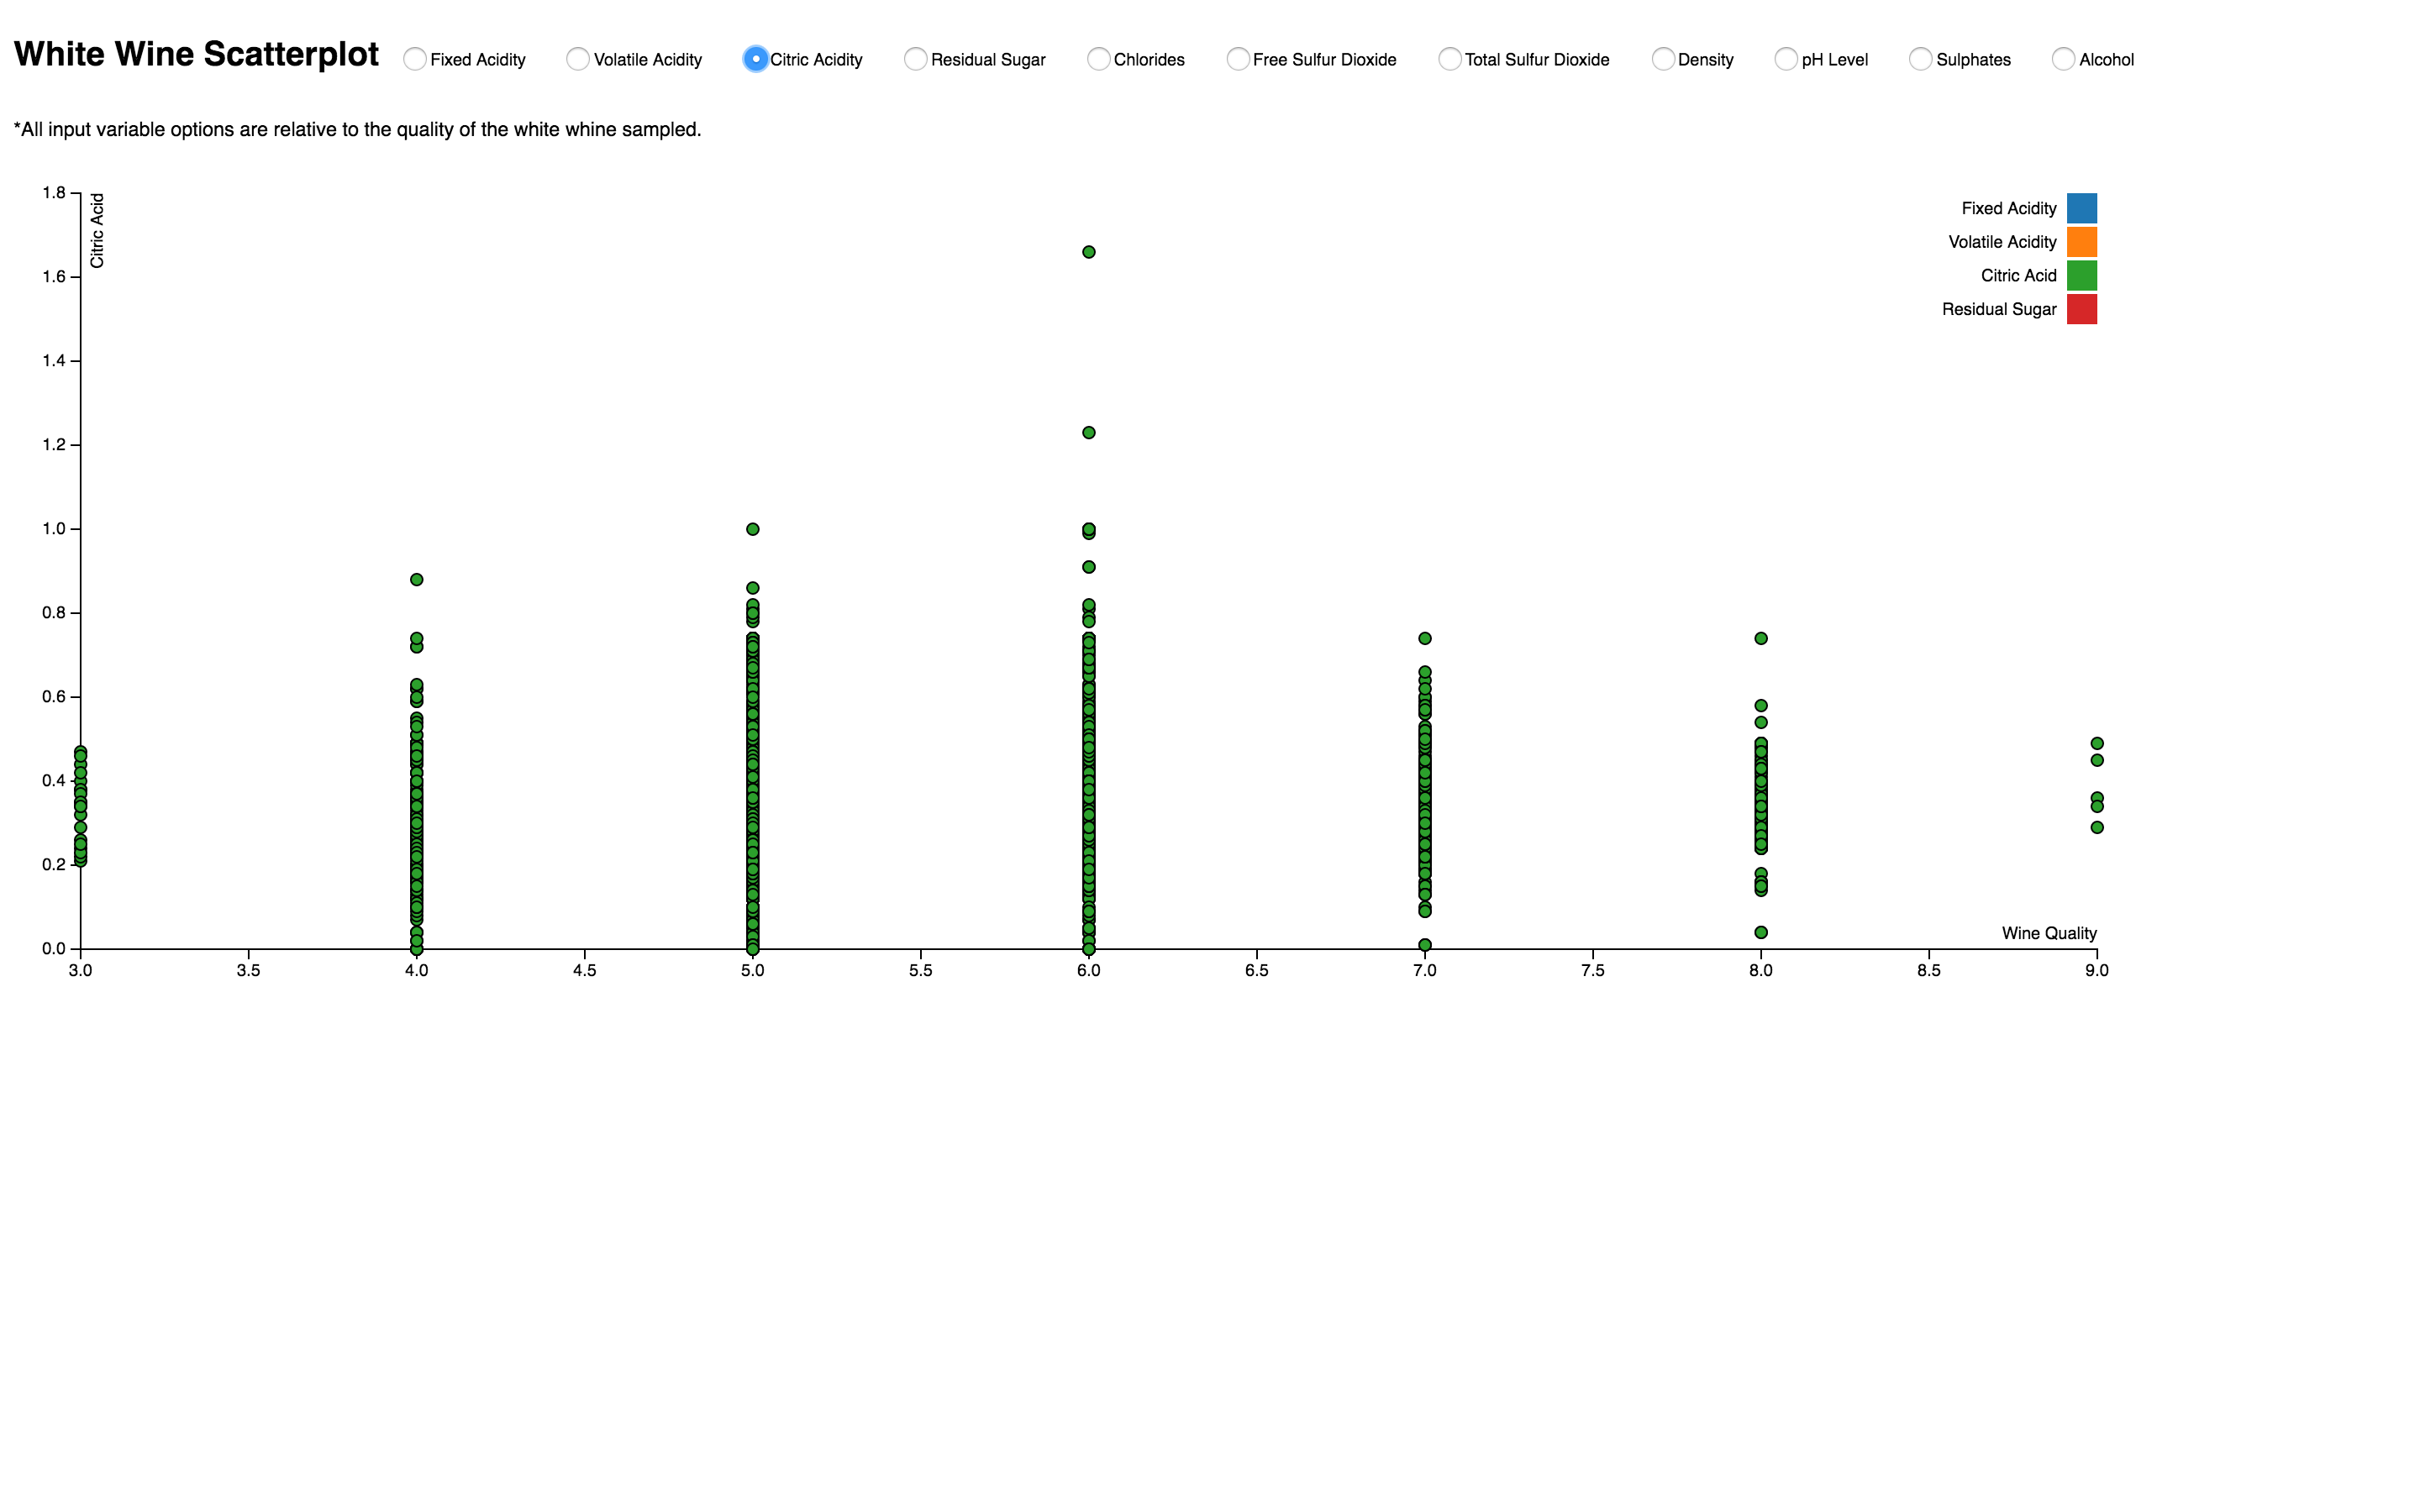 White Wine Scatterplot Fixed Acidity Volatile Acidity Citric Acidity Residual Sugar Chlorides Free Sulfur Dioxide Total Sulfur Dioxide Density pH Level Sulphates Alcohol
*All input variable options are relative to the quality of the white whine sampled.
Citric Acid
1.8
1.6
1.4
1.2
1.0
0.8
0.6
0.4
0.2
0.0
Fixed Acidity
Volatile Acidity
Citric Acid
Residual Sugar
Wine Quality
3.0 3.5 4.0 4.5 5.0 5.5 6.0 6.5 7.0 7.5 8.0 8.5 9.0